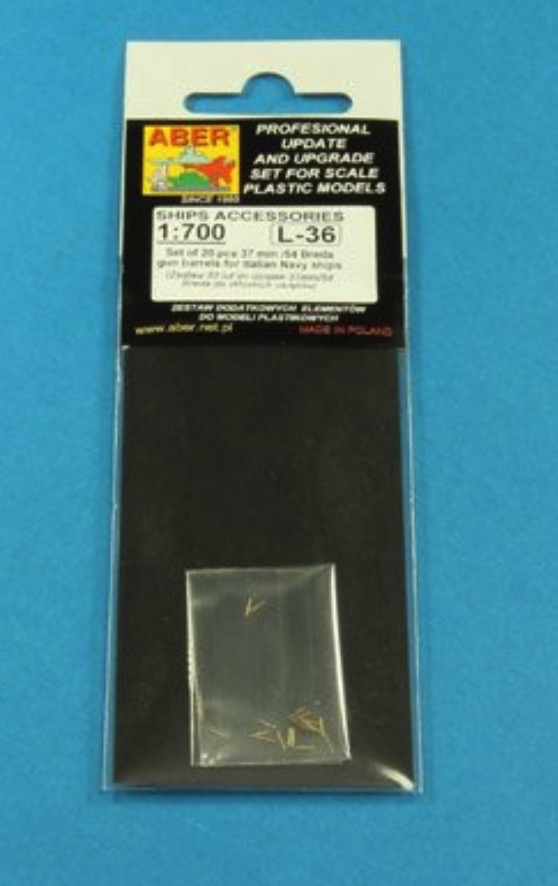 ABER
SINCE 1995
PROFESIONAL
UPDATE
AND UPGRADE
SET FOR SCALE
PLASTIC MODELS
SHIPS ACCESSORIES
1:700 L-36
Set of 20 pcs 37 mm /54 Breda
gun barrels for Italian Navy ships
ZESTAW DODATKOWYCH ELEMENTÓW
DO MODELI PLASTIKOWYCH
www.aber.net.pl MADE IN POLAND